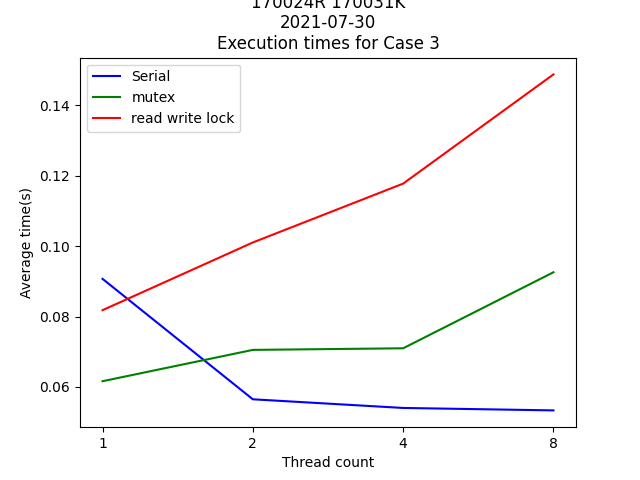 170024R 170031K
2021-07-30
Execution times for Case 3
Serial
mutex
read write lock
Average time(s)
0.14
0.12
0.10
0.08
0.06
1 2 4 8
Thread count